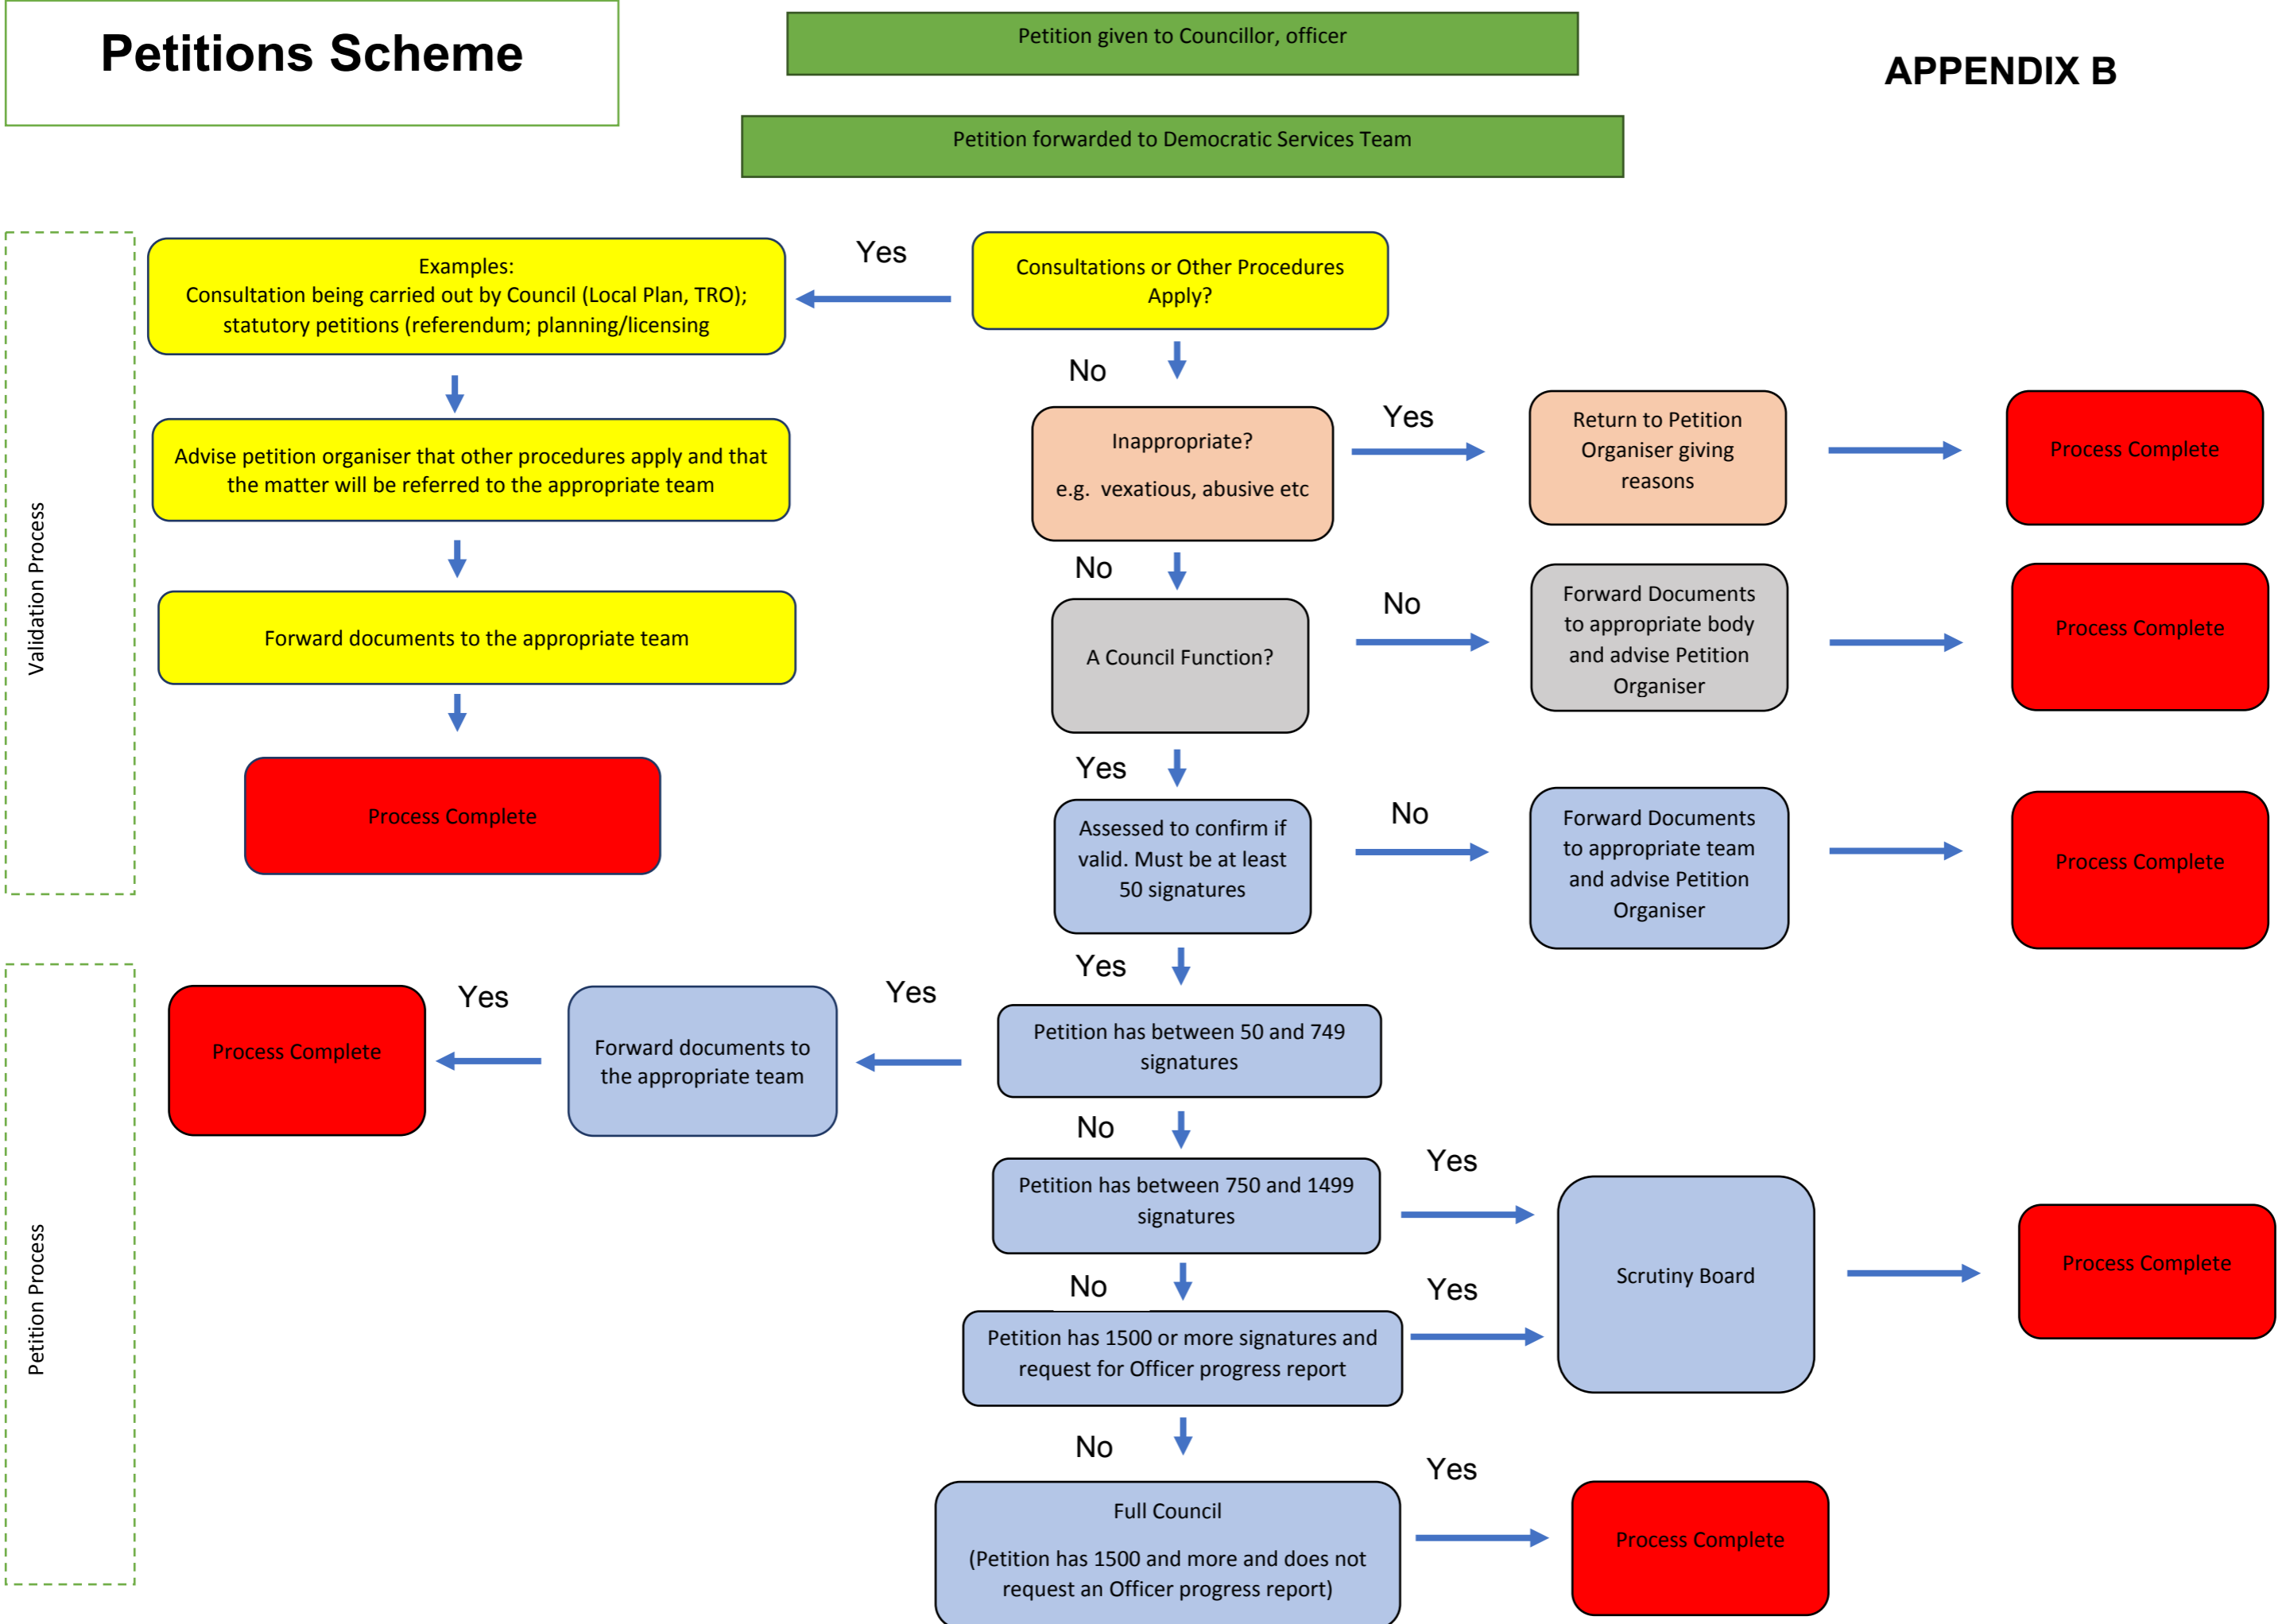 Petitions Scheme
Petition given to Councillor, officer
APPENDIX B
Petition forwarded to Democratic Services Team
Validation Process
Examples:
Consultation being carried out by Council (Local Plan, TRO);
statutory petitions (referendum; planning/licensing
Yes
Consultations or Other Procedures
Apply?
No
Advise petition organiser that other procedures apply and that
the matter will be referred to the appropriate team
Inappropriate?
e.g. vexatious, abusive etc
Yes
Return to Petition
Organiser giving
reasons
Process Complete
No
Forward documents to the appropriate team
A Council Function?
No
Forward Documents
to appropriate body
and advise Petition
Organiser
Process Complete
Yes
Process Complete
Assessed to confirm if
valid. Must be at least
50 signatures
No
Forward Documents
to appropriate team
and advise Petition
Organiser
Process Complete
Yes
Petition Process
Process Complete
Yes
Forward documents to
the appropriate team
Yes
Petition has between 50 and 749
signatures
No
Petition has between 750 and 1499
signatures
Yes
Scrutiny Board
Process Complete
No
Petition has 1500 or more signatures and
request for Officer progress report
Yes
No
Full Council
(Petition has 1500 and more and does not
request an Officer progress report)
Yes
Process Complete